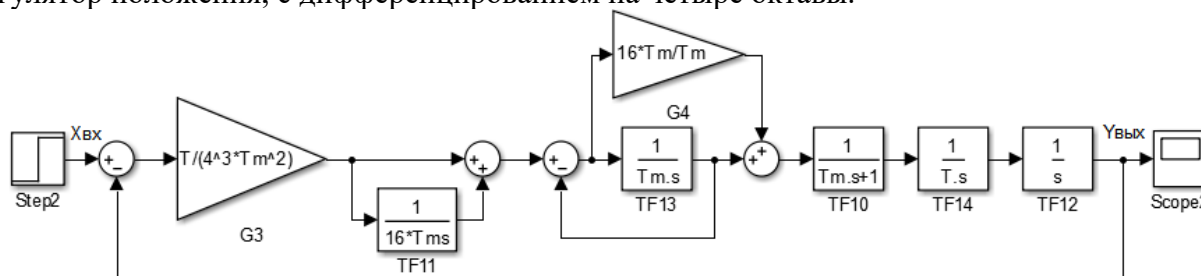 гулятор положения, с дифференцированием на четыре октавы.
16*Tm/Tm
G4
Xвх
Yвых
T/(4^3*Tm^2)
+
−
+
+
+
−
+
+
1
Tm.s
1
Tm.s+1
1
T.s
1
s
Step2
TF13
TF10
TF14
TF12
Scope2
G3
1
16*Tms
TF11